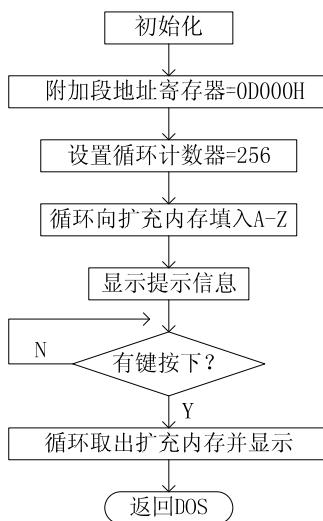 初始化
附加段地址寄存器=0D000H
设置循环计数器=256
循环向扩充内存填入A-Z
显示提示信息
N
有键按下?
Y
循环取出扩充内存并显示
返回DOS